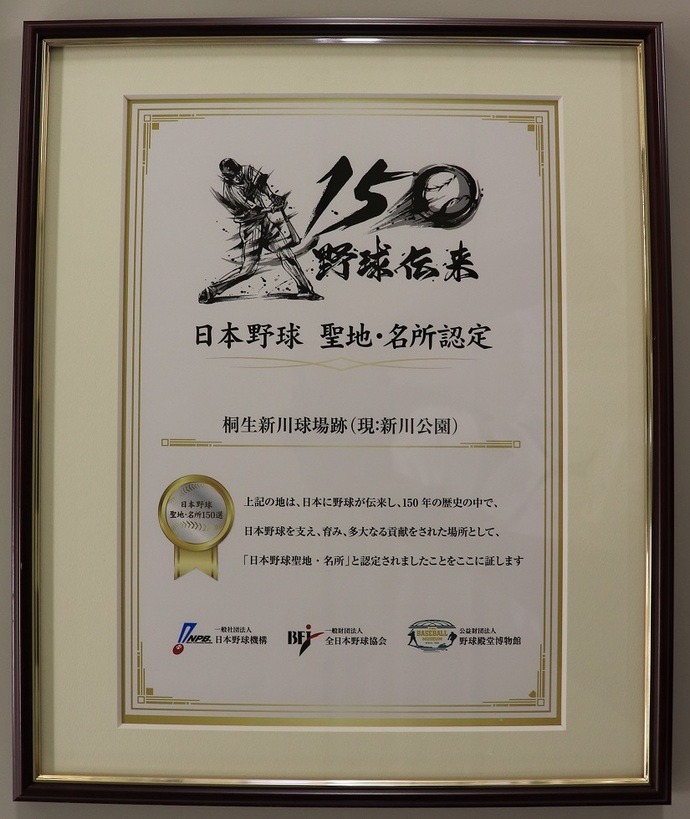 150
野球伝来
日本野球 聖地・名所認定
桐生新川球場跡(現:新川公園)
日本野球
聖地・名所150選
上記の地は、日本に野球が伝来し、150年の歴史の中で、
日本野球を支え、育み、多大なる貢献をされた場所として、
「日本野球聖地・名所」と認定されましたことをここに証します
NPB
一般社団法人
日本野球機構
BFJ
一般財団法人
全日本野球協会
BASEBALL
公益財団法人
野球殿堂博物館